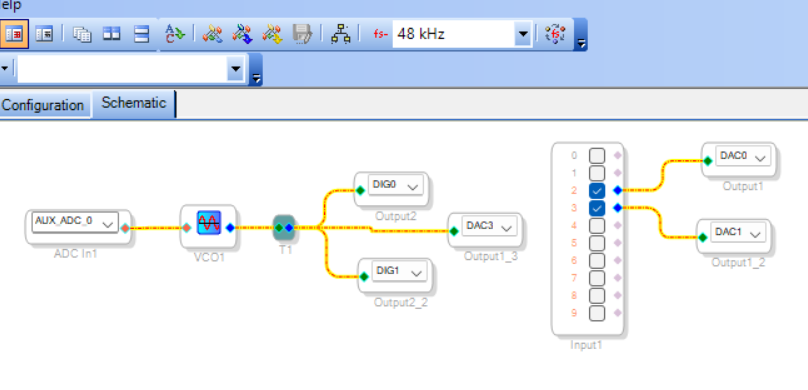 elp
fs- 48 kHz
Configuration Schematic
AUX_ADC_0
ADC In1
VCO1
T1
DIG0
Output2
DAC3
Output1_3
DIG1
Output2_2
0
1
2
3
4
5
6
7
8
9
Input1
DAC0
Output1
DAC1
Output1_2